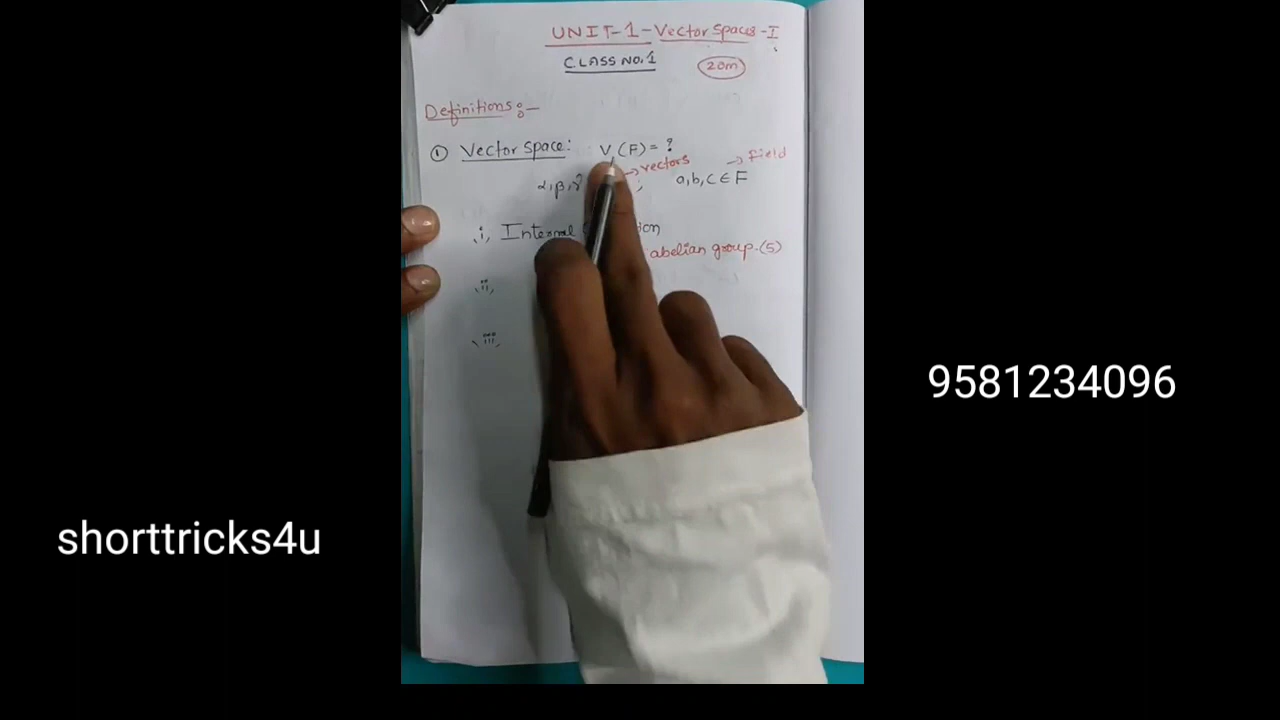 UNIT-1-Vector Spaces-I
CLASS NO.1
20m
Definitions:-
① Vector Space: V(F) = ?
→ vectors → field
α, β, γ ; a, b, c ∈ F
i, Internal
abelian group. (5)
ii,
iii,
9581234096
shorttricks4u